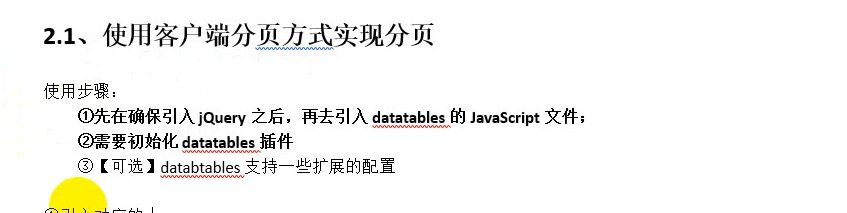 2.1、使用客户端分页方式实现分页
使用步骤：
①先在确保引入 jQuery 之后，再去引入 datatables 的 JavaScript 文件；
②需要初始化 datatables 插件
③【可选】databtables 支持一些扩展的配置